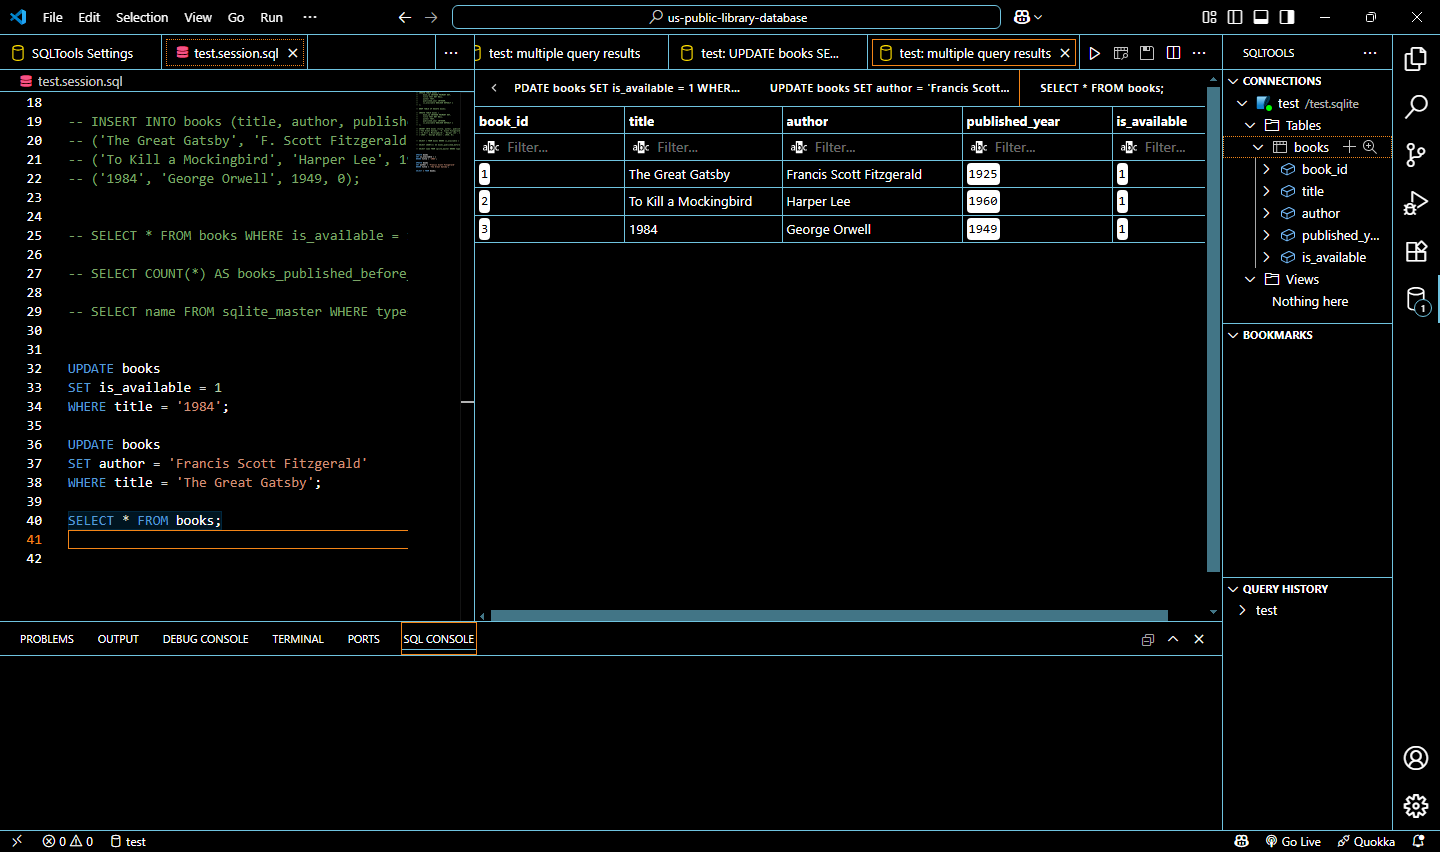 File Edit Selection View Go Run ···
us-public-library-database
SQLTools Settings
test.session.sql
test: multiple query results
test: UPDATE books SE...
test: multiple query results
SQLTOOLS
test.session.sql
18
19 -- INSERT INTO books (title, author, publish
20 -- ('The Great Gatsby', 'F. Scott Fitzgerald
21 -- ('To Kill a Mockingbird', 'Harper Lee', 1
22 -- ('1984', 'George Orwell', 1949, 0);
23
24
25 -- SELECT * FROM books WHERE is_available =
26
27 -- SELECT COUNT(*) AS books_published_before_
28
29 -- SELECT name FROM sqlite_master WHERE type
30
31
32 UPDATE books
33 SET is_available = 1
34 WHERE title = '1984';
35
36 UPDATE books
37 SET author = 'Francis Scott Fitzgerald'
38 WHERE title = 'The Great Gatsby';
39
40 SELECT * FROM books;
41
42
PDATE books SET is_available = 1 WHER...
UPDATE books SET author = 'Francis Scott...
SELECT * FROM books;
book_id title author published_year is_available
Filter... Filter... Filter... Filter... Filter...
1 The Great Gatsby Francis Scott Fitzgerald 1925 1
2 To Kill a Mockingbird Harper Lee 1960 1
3 1984 George Orwell 1949 1
CONNECTIONS
test /test.sqlite
Tables
books
book_id
title
author
published_y...
is_available
Views
Nothing here
BOOKMARKS
QUERY HISTORY
test
1
PROBLEMS OUTPUT DEBUG CONSOLE TERMINAL PORTS SQL CONSOLE
0 0 test
Go Live Quokka